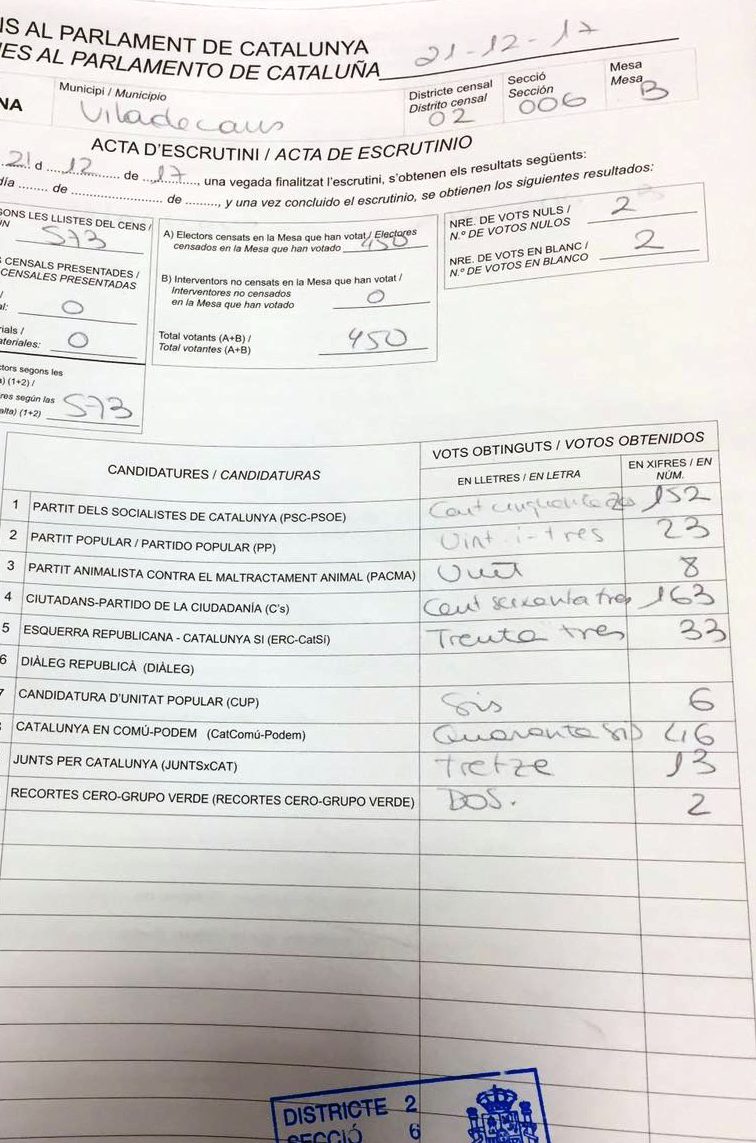 NS AL PARLAMENT DE CATALUNYA
NES AL PARLAMENTO DE CATALUÑA 21-12-17
NA
Municipi / Municipio
Viladecans
Districte censal
Distrito censal
02
Secció
Sección
006
Mesa
Mesa B
ACTA D'ESCRUTINI / ACTA DE ESCRUTINIO
21 d 12 de 17, una vegada finalitzat l'escrutini, s'obtenen els resultats següents:
día ........ de ........................ de ........, y una vez concluido el escrutinio, se obtienen los siguientes resultados:
GONS LES LLISTES DEL CENS /
573
S CENSALS PRESENTADES /
CENSALES PRESENTADAS
al: 0
rials /
ateriales: 0
ctors segons les
a) (1+2) /
res según las
alta) (1+2) 573
A) Electors censats en la Mesa que han votat / Electores
censados en la Mesa que han votado 450
B) Interventors no censats en la Mesa que han votat /
Interventores no censados
en la Mesa que han votado 0
Total votants (A+B) /
Total votantes (A+B) 450
NRE. DE VOTS NULS /
N.º DE VOTOS NULOS 2
NRE. DE VOTS EN BLANC /
N.º DE VOTOS EN BLANCO 2
CANDIDATURES / CANDIDATURAS
VOTS OBTINGUTS / VOTOS OBTENIDOS
EN LLETRES / EN LETRA
EN XIFRES / EN
NÚM.
1 PARTIT DELS SOCIALISTES DE CATALUNYA (PSC-PSOE) Cent cinquanta dos 152
2 PARTIT POPULAR / PARTIDO POPULAR (PP) Vint-i-tres 23
3 PARTIT ANIMALISTA CONTRA EL MALTRACTAMENT ANIMAL (PACMA) Vuit 8
4 CIUTADANS-PARTIDO DE LA CIUDADANÍA (C's) Cent seixanta tres 163
5 ESQUERRA REPUBLICANA - CATALUNYA SI (ERC-CatSí) Trenta tres 33
6 DIÀLEG REPUBLICÀ (DIÀLEG)
7 CANDIDATURA D'UNITAT POPULAR (CUP) Sis 6
CATALUNYA EN COMÚ-PODEM (CatComú-Podem) Quaranta sis 46
JUNTS PER CATALUNYA (JUNTSxCAT) tretze 13
RECORTES CERO-GRUPO VERDE (RECORTES CERO-GRUPO VERDE) DOS. 2
DISTRICTE 2
SECCIÓ 6